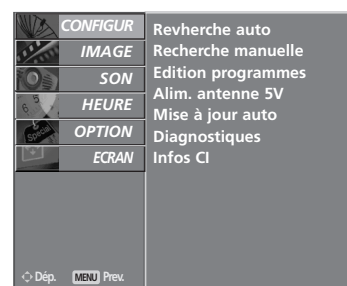 CONFIGUR
IMAGE
SON
HEURE
OPTION
ECRAN
Revherche auto
Recherche manuelle
Edition programmes
Alim. antenne 5V
Mise à jour auto
Diagnostiques
Infos CI
Dép. MENU Prev.